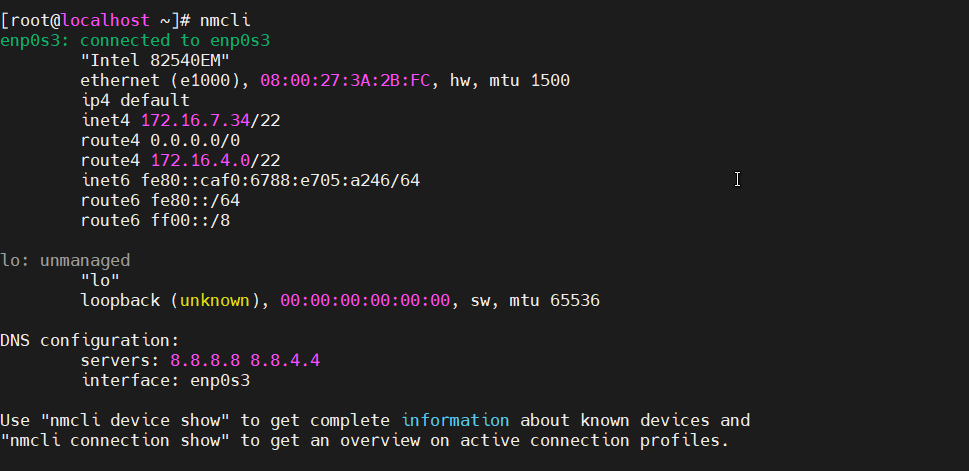 [root@localhost ~]# nmcli
enp0s3: connected to enp0s3
"Intel 82540EM"
ethernet (e1000), 08:00:27:3A:2B:FC, hw, mtu 1500
ip4 default
inet4 172.16.7.34/22
route4 0.0.0.0/0
route4 172.16.4.0/22
inet6 fe80::caf0:6788:e705:a246/64
route6 fe80::/64
route6 ff00::/8
lo: unmanaged
"lo"
loopback (unknown), 00:00:00:00:00:00, sw, mtu 65536
DNS configuration:
servers: 8.8.8.8 8.8.4.4
interface: enp0s3
Use "nmcli device show" to get complete information about known devices and
"nmcli connection show" to get an overview on active connection profiles.